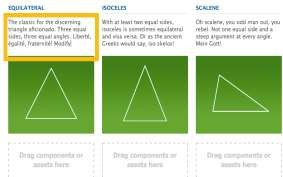 EQUILATERAL
The classic for the discerning
triangle aficionado. Three equal
sides, three equal angles. Liberté,
égalité, fraternité! Modify!
ISOCELES
With at least two equal sides,
isoceles is sometimes equilateral
and visa versa. Or as the ancient
Greeks would say, iso skelos!
SCALENE
Oh scalene, you odd man out, you
rebel. Not one equal side and a
steep argument at every angle.
Mein Gott!
Drag components or
assets here.
Drag components or
assets here.
Drag components or
assets here.